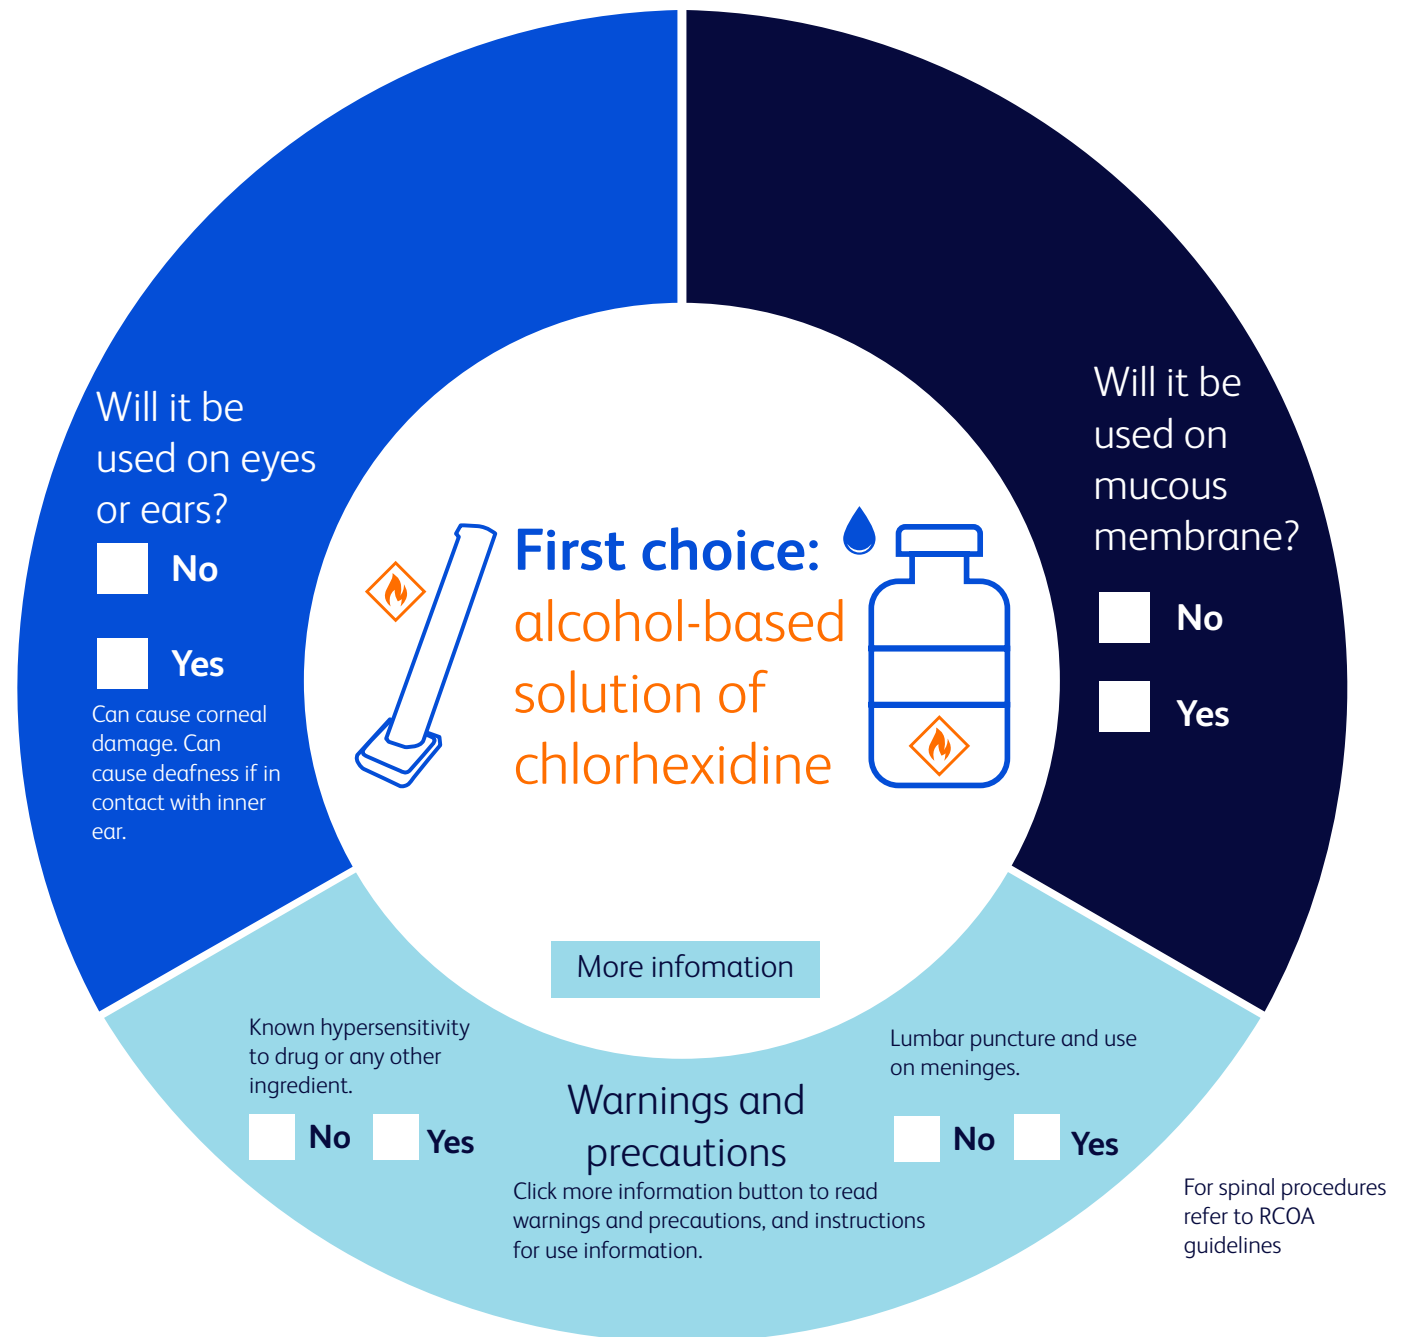 Will it be
used on eyes
or ears?
No
Yes
Can cause corneal
damage. Can
cause deafness if in
contact with inner
ear.
First choice:
alcohol-based
solution of
chlorhexidine
Will it be
used on
mucous
membrane?
No
Yes
More infomation
Known hypersensitivity
to drug or any other
ingredient.
No Yes
Warnings and
precautions
Click more information button to read
warnings and precautions, and instructions
for use information.
Lumbar puncture and use
on meninges.
No Yes
For spinal procedures
refer to RCOA
guidelines